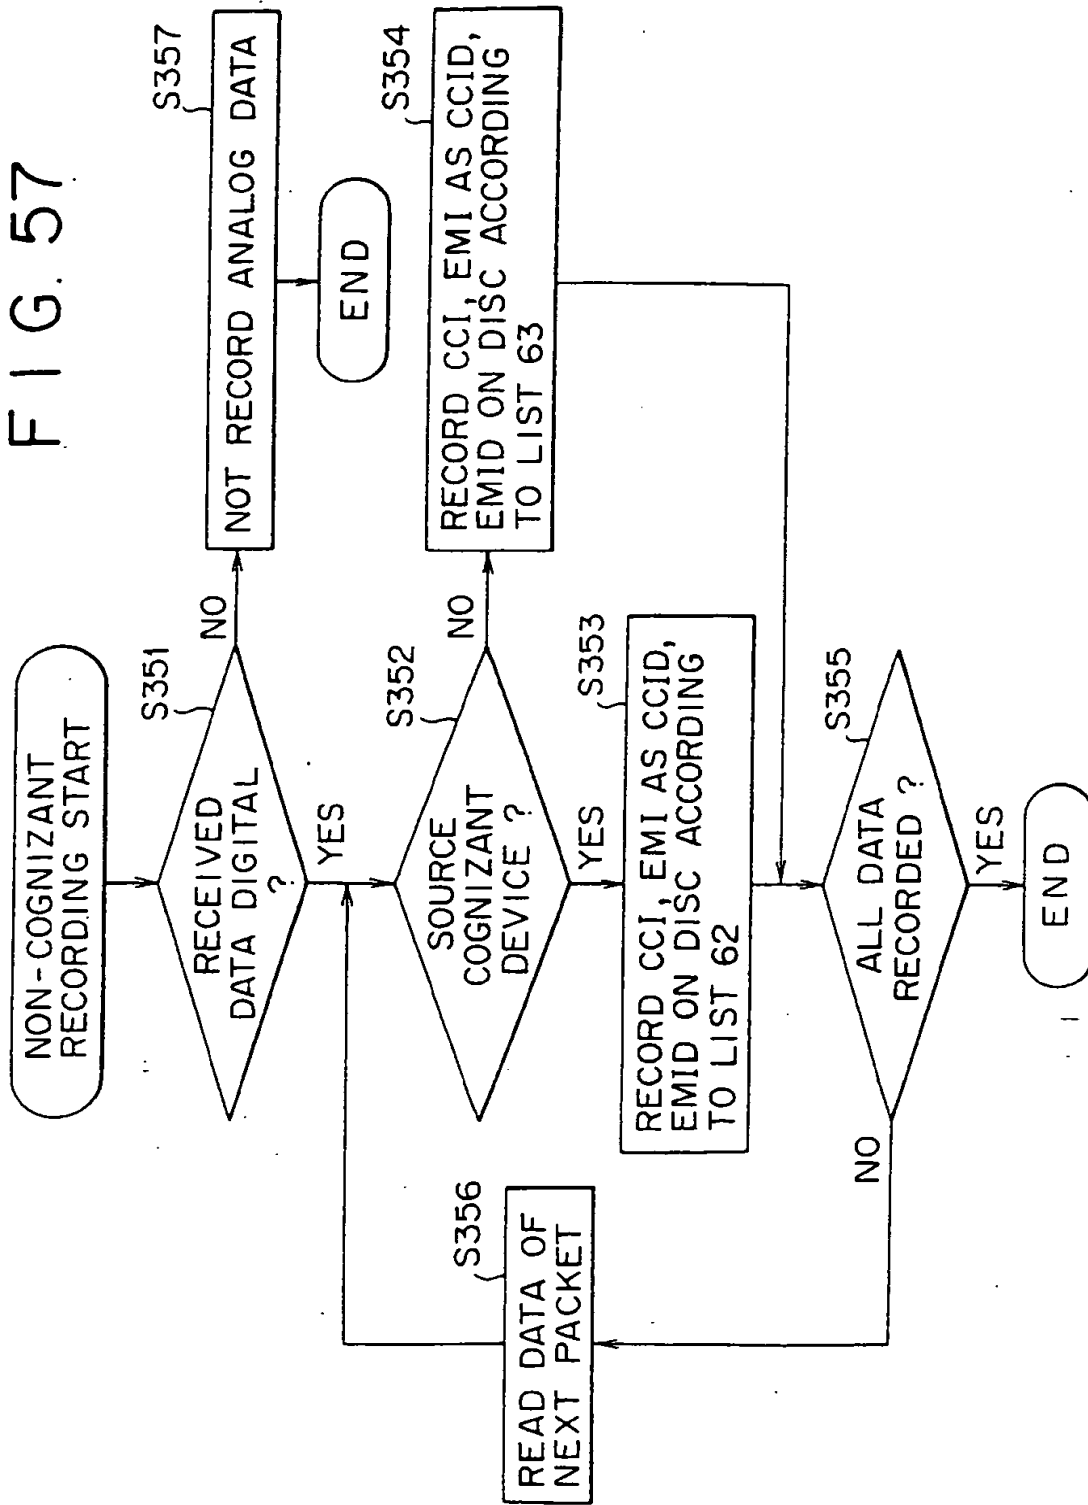 FIG. 57
NON-COGNIZANT
RECORDING START
S351
RECEIVED
DATA DIGITAL
?
NO
YES
S357
NOT RECORD ANALOG DATA
END
S352
SOURCE
COGNIZANT
DEVICE ?
NO
YES
S354
RECORD CCI, EMI AS CCID,
EMID ON DISC ACCORDING
TO LIST 63
S353
RECORD CCI, EMI AS CCID,
EMID ON DISC ACCORDING
TO LIST 62
S355
ALL DATA
RECORDED ?
NO
YES
S356
READ DATA OF
NEXT PACKET
END